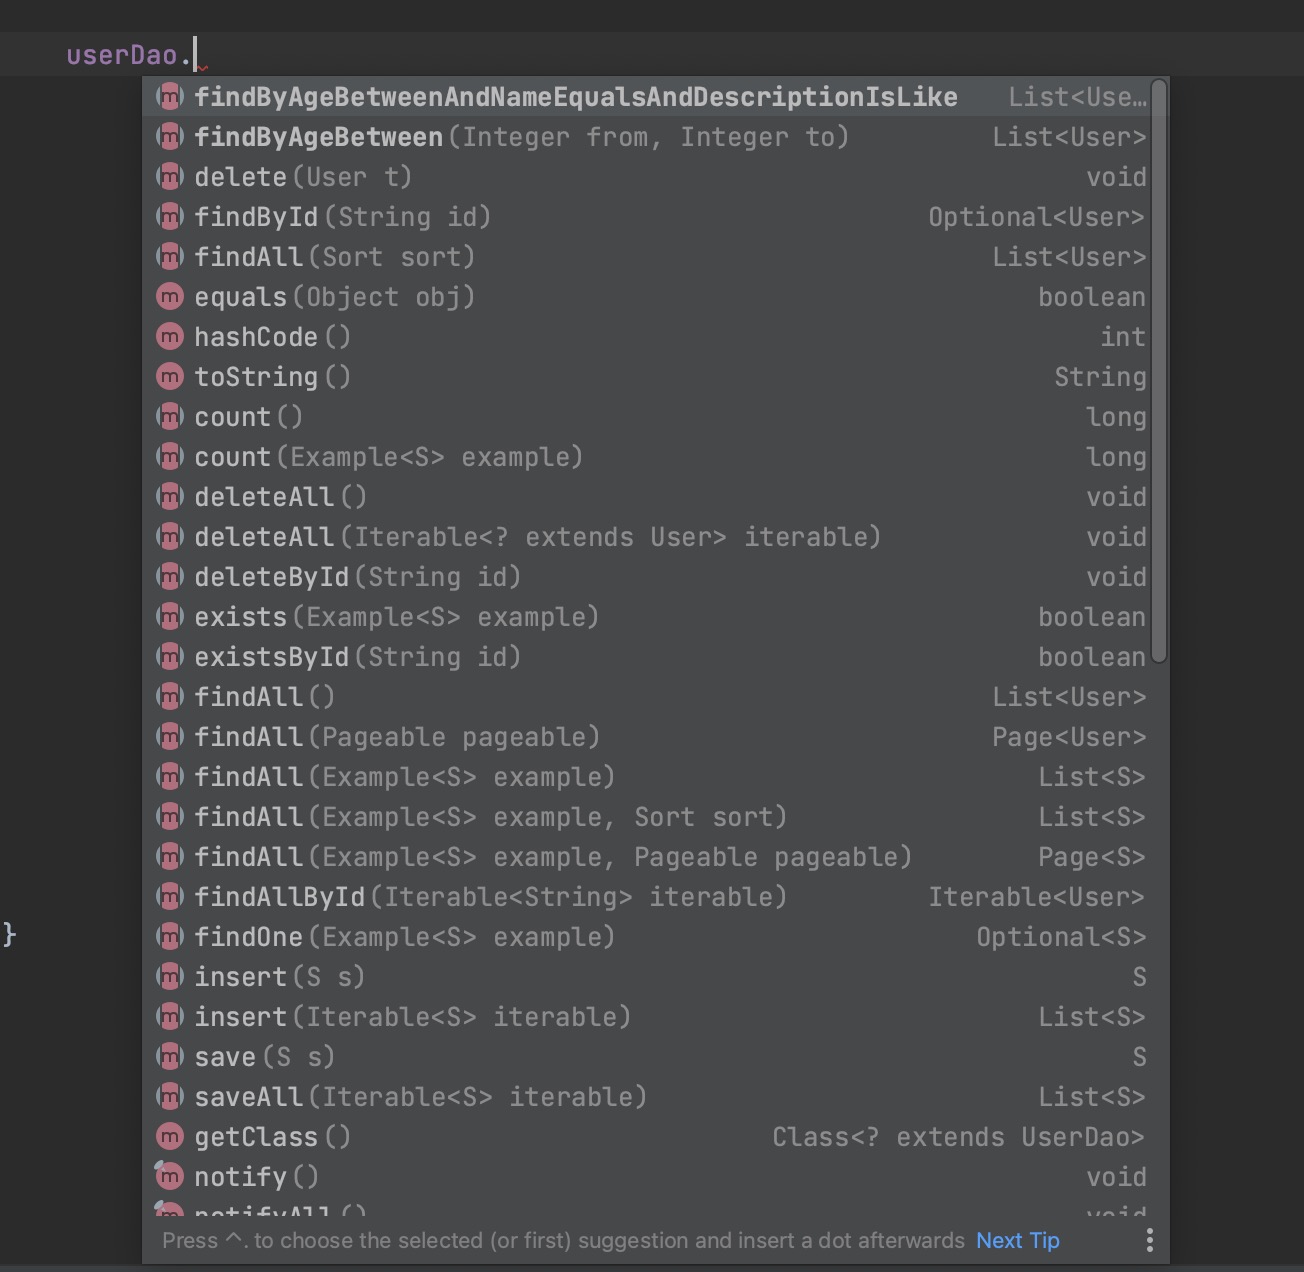 userDao.
findByAgeBetweenAndNameEqualsAndDescriptionIsLike List<Use…
findByAgeBetween(Integer from, Integer to) List<User>
delete(User t) void
findById(String id) Optional<User>
findAll(Sort sort) List<User>
equals(Object obj) boolean
hashCode() int
toString() String
count() long
count(Example<S> example) long
deleteAll() void
deleteAll(Iterable<? extends User> iterable) void
deleteById(String id) void
exists(Example<S> example) boolean
existsById(String id) boolean
findAll() List<User>
findAll(Pageable pageable) Page<User>
findAll(Example<S> example) List<S>
findAll(Example<S> example, Sort sort) List<S>
findAll(Example<S> example, Pageable pageable) Page<S>
findAllById(Iterable<String> iterable) Iterable<User>
}
findOne(Example<S> example) Optional<S>
insert(S s) S
insert(Iterable<S> iterable) List<S>
save(S s) S
saveAll(Iterable<S> iterable) List<S>
getClass() Class<? extends UserDao>
notify() void
notifyAll() void
Press ^. to choose the selected (or first) suggestion and insert a dot afterwards Next Tip